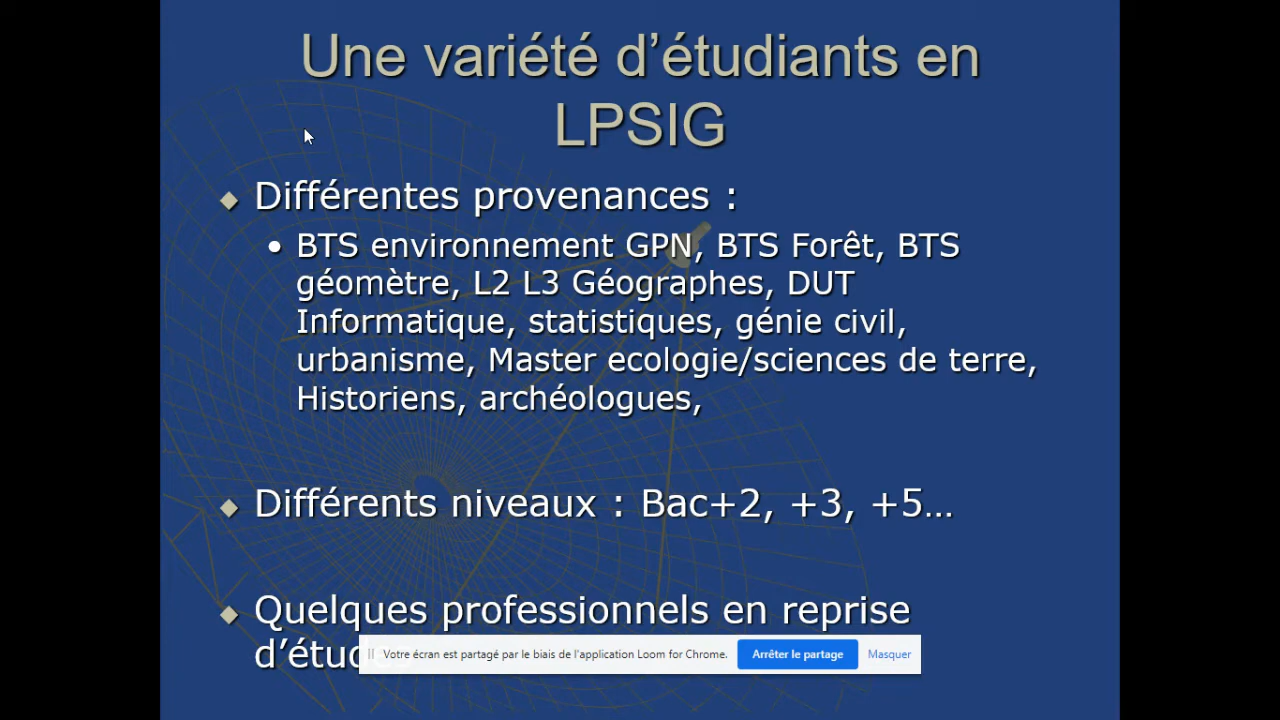 Une variété d’étudiants en
LPSIG
Différentes provenances :
BTS environnement GPN, BTS Forêt, BTS
géomètre, L2 L3 Géographes, DUT
Informatique, statistiques, génie civil,
urbanisme, Master ecologie/sciences de terre,
Historiens, archéologues,
Différents niveaux : Bac+2, +3, +5…
Quelques professionnels en reprise
d’études
Votre écran est partagé par le biais de l'application Loom for Chrome. Arrêter le partage Masquer